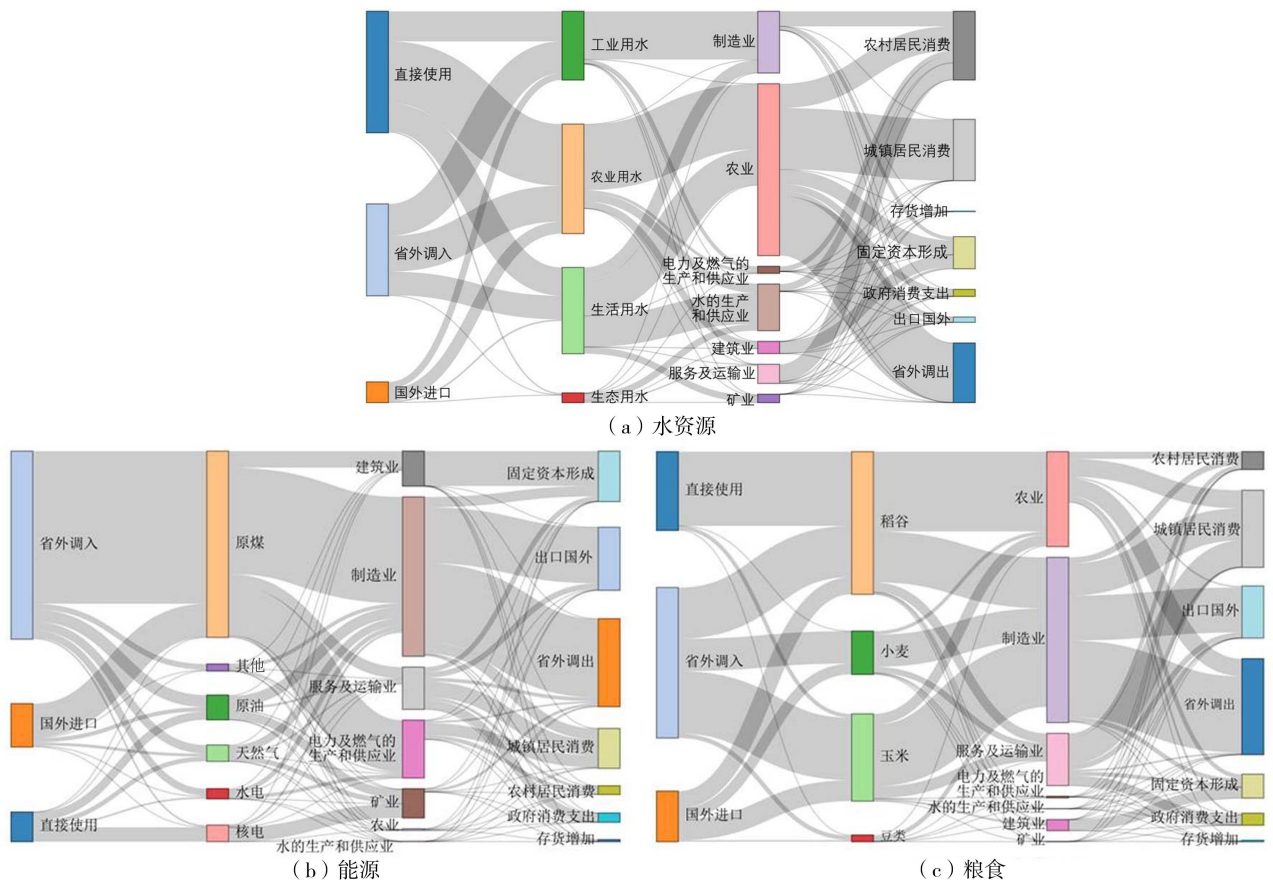 直接使用
省外调入
国外进口
工业用水
农业用水
生活用水
生态用水
制造业
农业
电力及燃气的
生产和供应业
水的生产
和供应业
建筑业
服务及运输业
矿业
农村居民消费
城镇居民消费
存货增加
固定资本形成
政府消费支出
出口国外
省外调出
(a)水资源
省外调入
国外进口
直接使用
原煤
其他
原油
天然气
水电
核电
建筑业
制造业
服务及运输业
电力及燃气的
生产和供应业
矿业
农业
水的生产和供应业
固定资本形成
出口国外
省外调出
城镇居民消费
农村居民消费
政府消费支出
存货增加
(b)能源
直接使用
省外调入
国外进口
稻谷
小麦
玉米
豆类
农业
制造业
服务及运输业
电力及燃气的
生产和供应业
水的生产和供应业
建筑业
矿业
农村居民消费
城镇居民消费
出口国外
省外调出
固定资本形成
政府消费支出
存货增加
(c)粮食